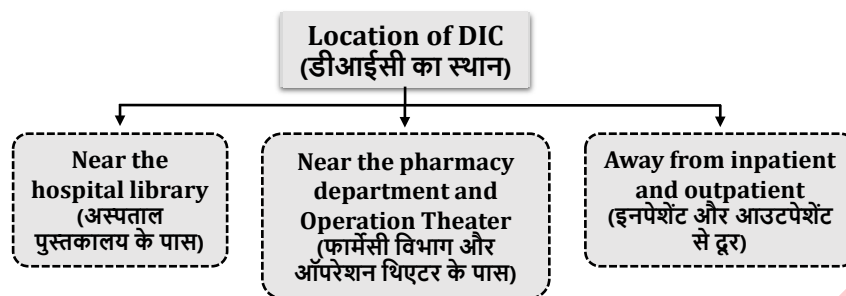 Location of DIC
(डीआईसी का स्थान)
Near the
hospital library
(अस्पताल
पुस्तकालय के पास)
Near the pharmacy
department and
Operation Theater
(फार्मेसी विभाग और
ऑपरेशन थिएटर के पास)
Away from inpatient
and outpatient
(इनपेशेंट और आउटपेशेंट
से दूर)